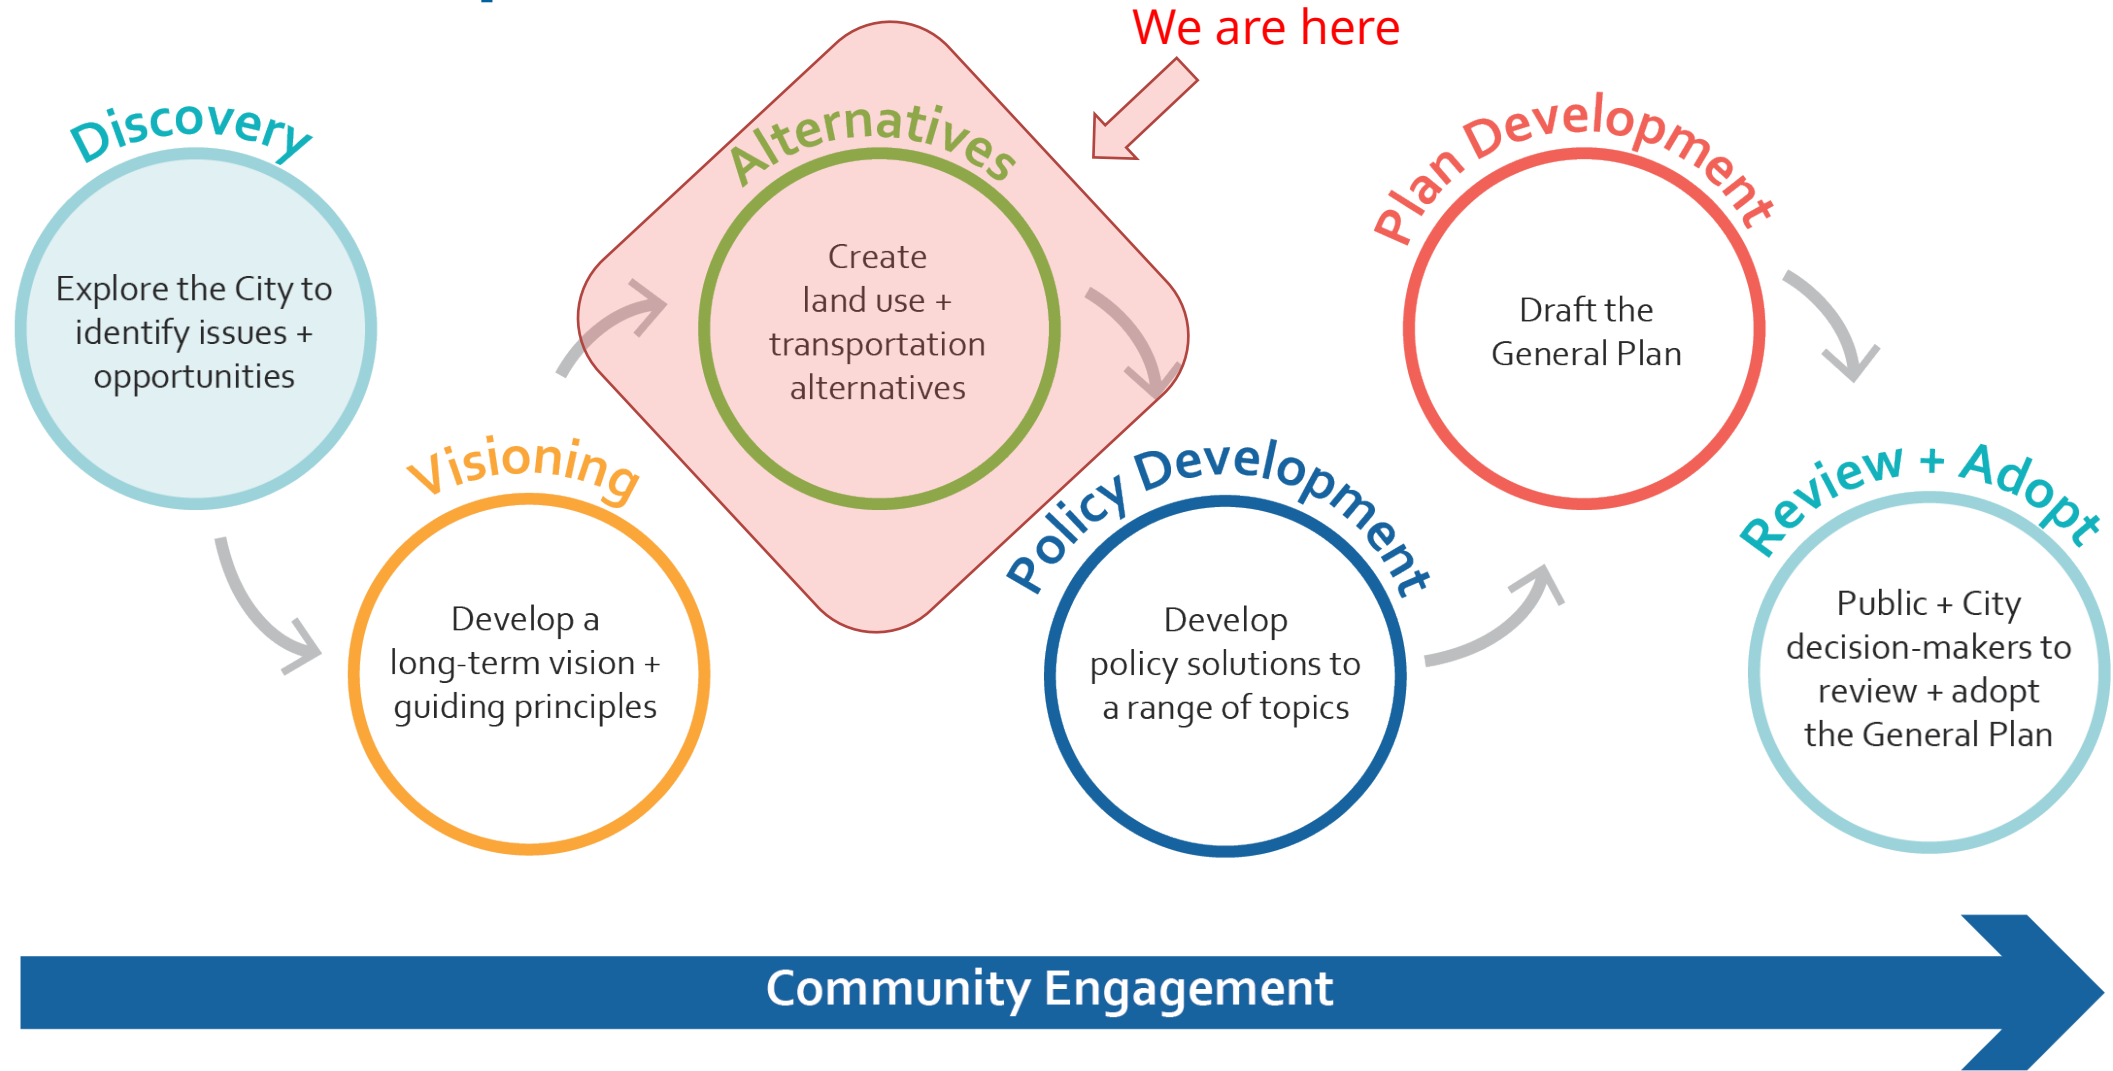 We are here
Discovery
Explore the City to
identify issues +
opportunities
Visioning
Develop a
long-term vision +
guiding principles
Alternatives
Create
land use +
transportation
alternatives
Policy Development
Develop
policy solutions to
a range of topics
Plan Development
Draft the
General Plan
Review + Adopt
Public + City
decision-makers to
review + adopt
the General Plan
Community Engagement